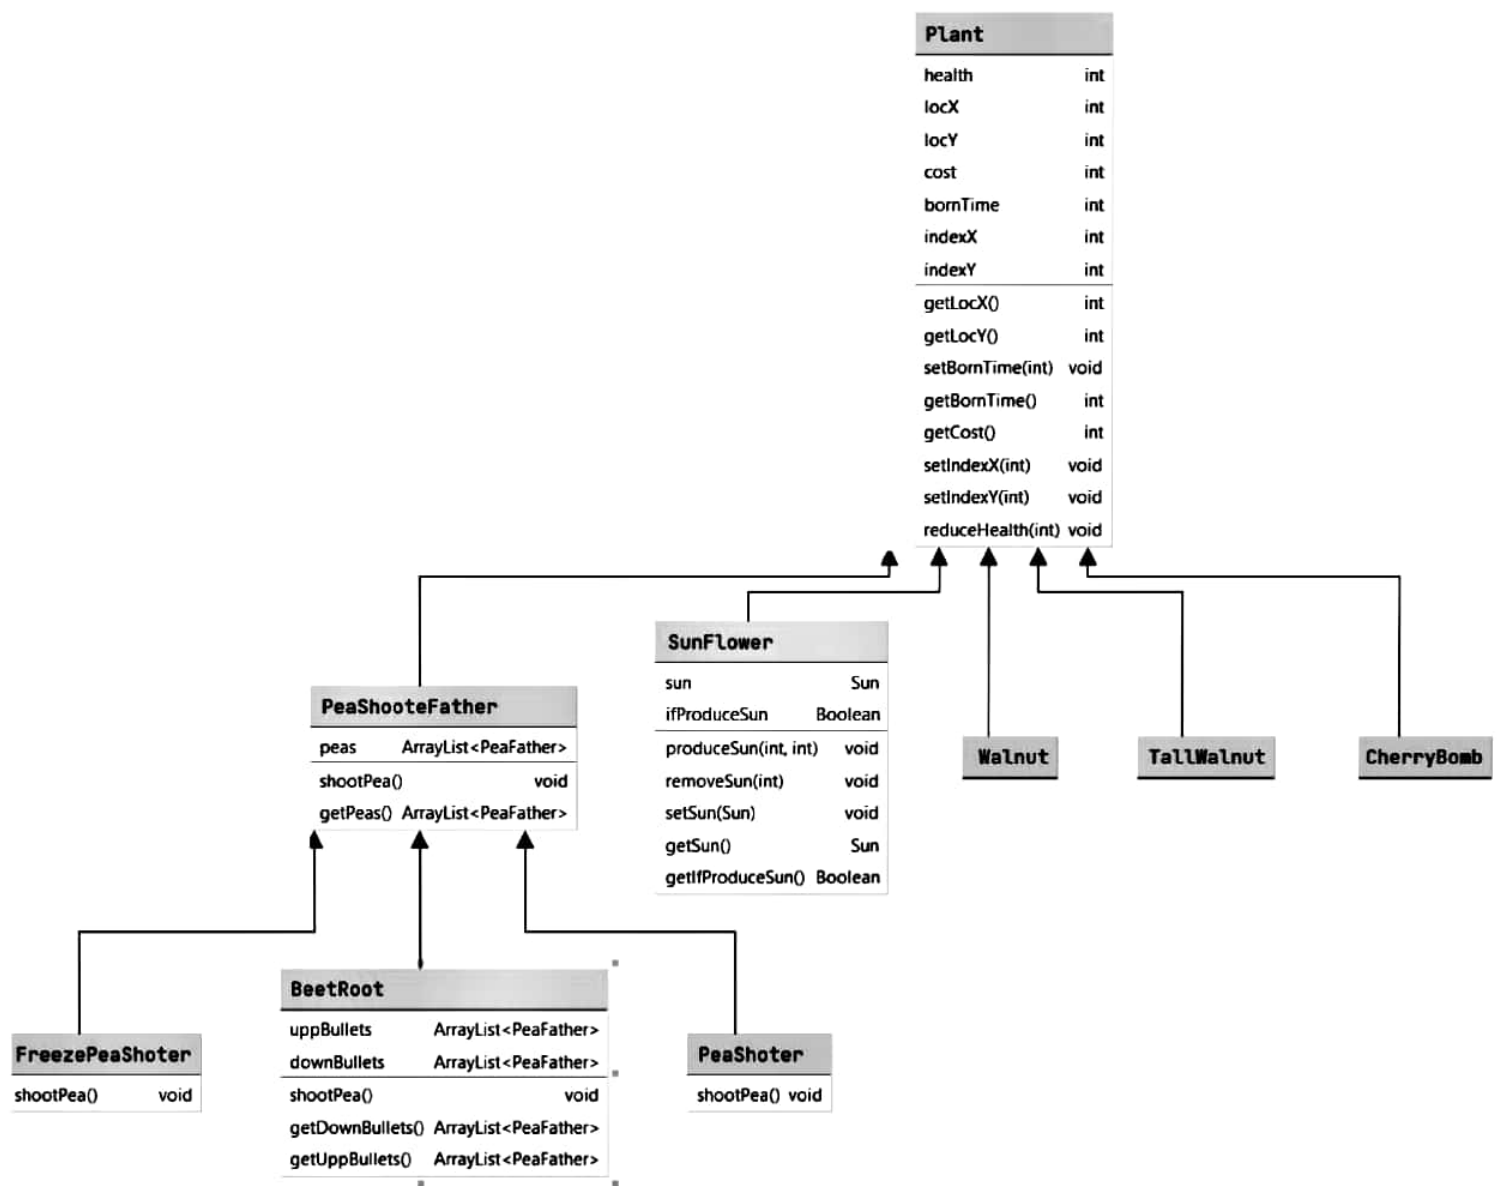 Plant
health int
locX int
locY int
cost int
bornTime int
indexX int
indexY int
getLocX() int
getLocY() int
setBornTime(int) void
getBornTime() int
getCost() int
setIndexX(int) void
setIndexY(int) void
reduceHealth(int) void
PeaShooteFather
peas ArrayList<PeaFather>
shootPea() void
getPeas() ArrayList<PeaFather>
SunFlower
sun Sun
ifProduceSun Boolean
produceSun(int, int) void
removeSun(int) void
setSun(Sun) void
getSun() Sun
getIfProduceSun() Boolean
Walnut
TallWalnut
CherryBomb
FreezePeaShoter
shootPea() void
BeetRoot
uppBullets ArrayList<PeaFather>
downBullets ArrayList<PeaFather>
shootPea() void
getDownBullets() ArrayList<PeaFather>
getUppBullets() ArrayList<PeaFather>
PeaShoter
shootPea() void